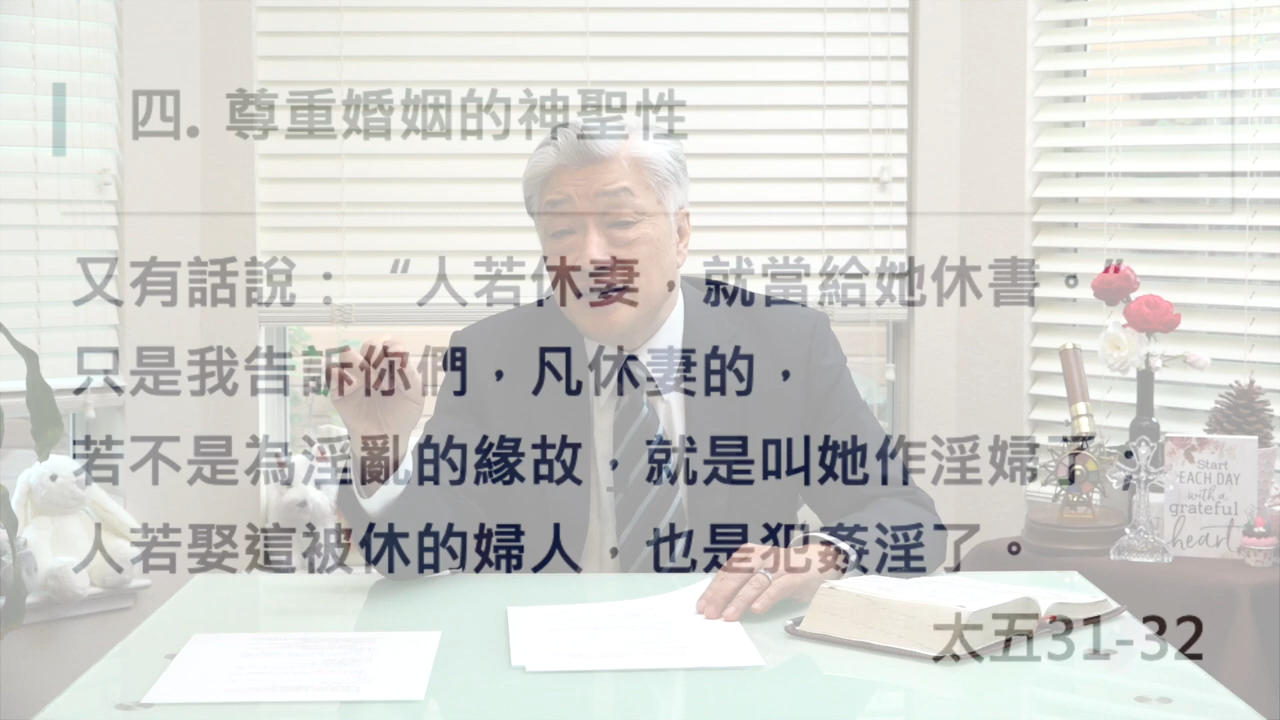 四. 尊重婚姻的神聖性
又有話說：“人若休妻，就當給她休書。”
只是我告訴你們，凡休妻的，
若不是為淫亂的緣故，就是叫她作淫婦了；
人若娶這被休的婦人，也是犯姦淫了。
太五31-32
Start
EACH DAY
with a
grateful
heart